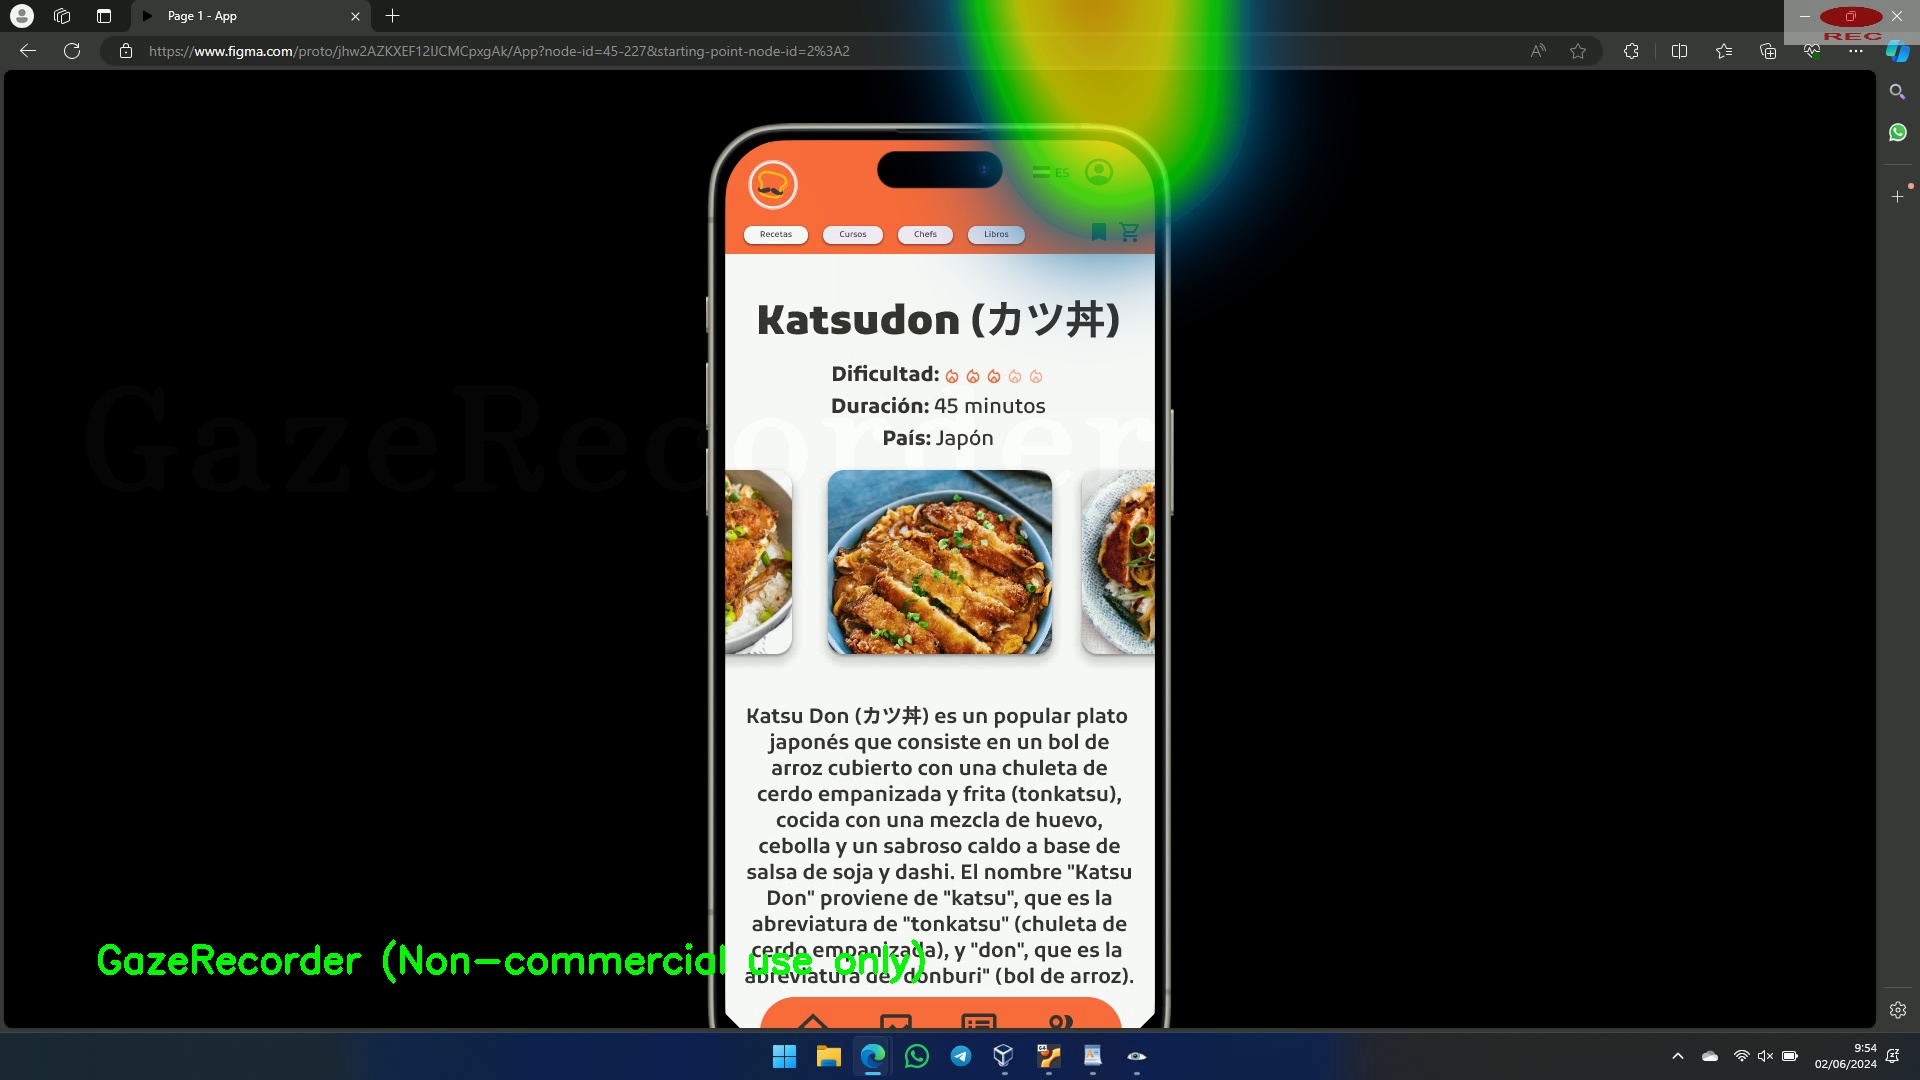 Page 1 - App
https://www.figma.com/proto/jhw2AZKXEF12IJCMCpxgAk/App?node-id=45-227&starting-point-node-id=2%3A2
REC
ES
Recetas Cursos Chefs Libros
Katsudon (カツ丼)
Dificultad:
Duración: 45 minutos
País: Japón
GazeRecorder
Katsu Don (カツ丼) es un popular plato
japonés que consiste en un bol de
arroz cubierto con una chuleta de
cerdo empanizada y frita (tonkatsu),
cocida con una mezcla de huevo,
cebolla y un sabroso caldo a base de
salsa de soja y dashi. El nombre "Katsu
Don" proviene de "katsu", que es la
abreviatura de "tonkatsu" (chuleta de
cerdo empanizada), y "don", que es la
abreviatura de "donburi" (bol de arroz).
GazeRecorder (Non-commercial use only)
9:54
02/06/2024